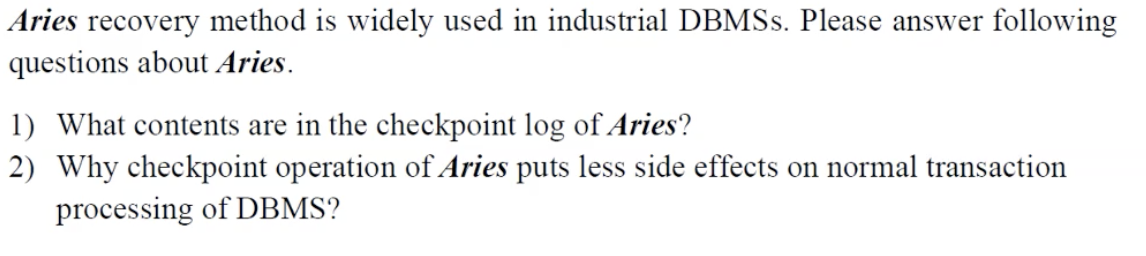 Aries recovery method is widely used in industrial DBMSs. Please answer following
questions about Aries.
1) What contents are in the checkpoint log of Aries?
2) Why checkpoint operation of Aries puts less side effects on normal transaction
processing of DBMS?